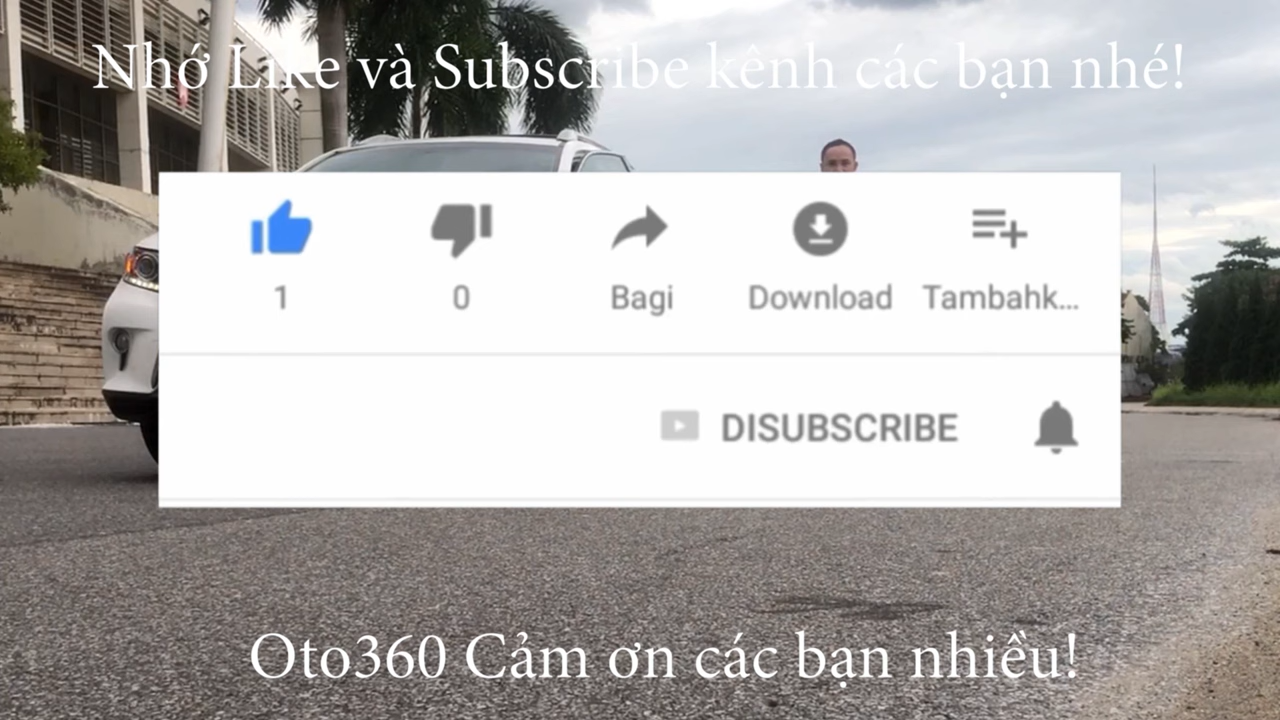 Nhớ Like và Subscribe kênh các bạn nhé!
1 0 Bagi Download Tambahk...
DISUBSCRIBE
Oto360 Cảm ơn các bạn nhiều!